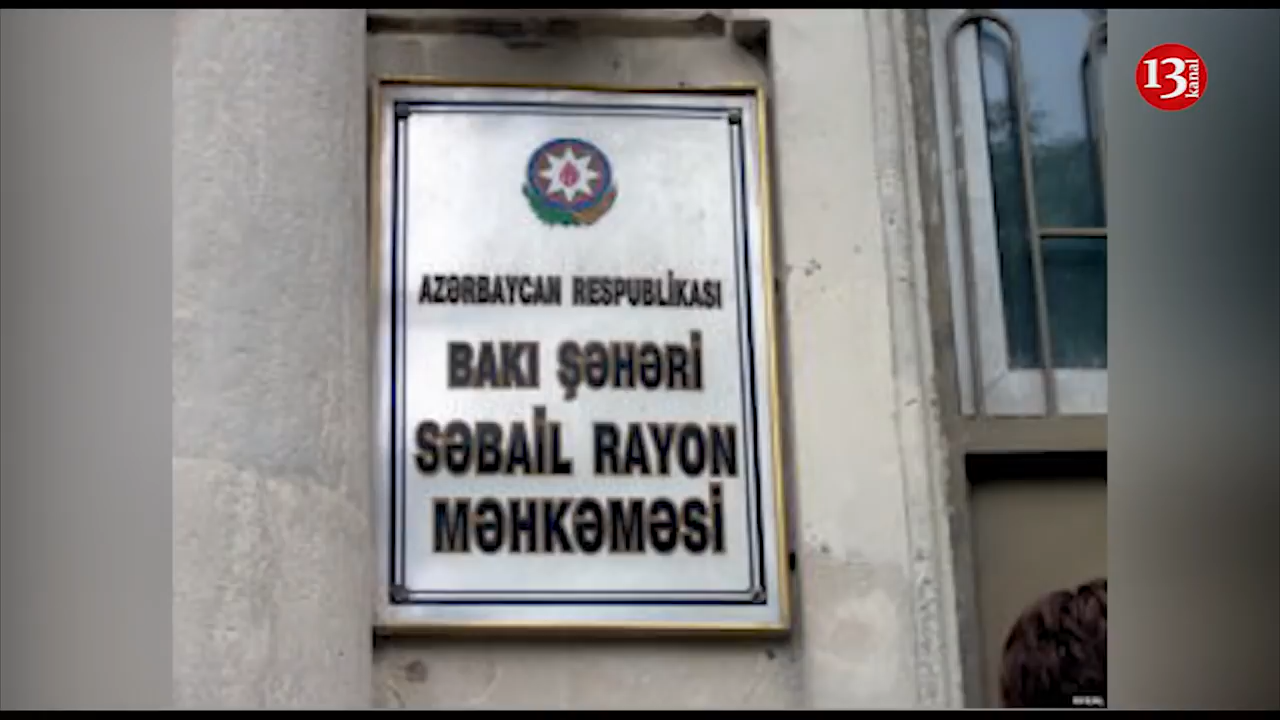 AZƏRBAYCAN RESPUBLİKASI
BAKI ŞƏHƏRİ
SƏBAİL RAYON
MƏHKƏMƏSİ
13
kanal